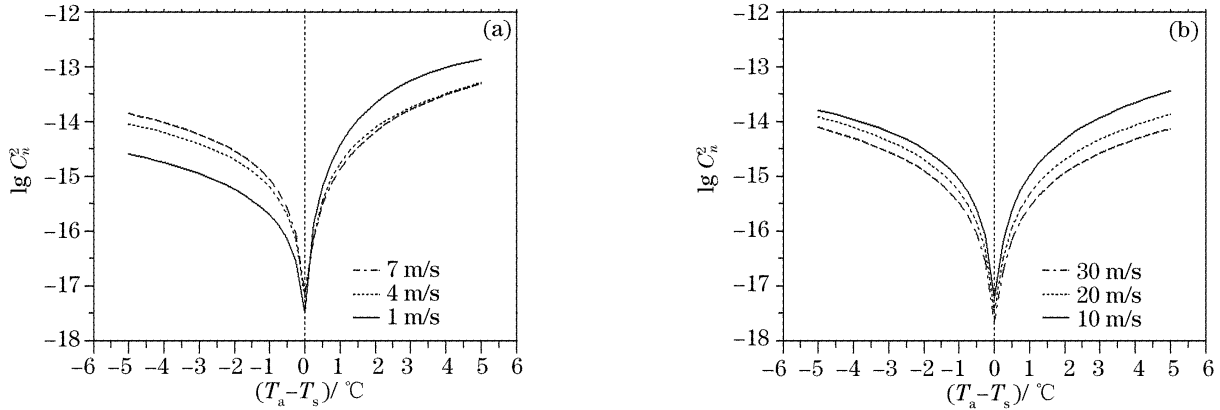 (a)
lg C_n^2
-12
-13
-14
-15
-16
-17
-18
-6 -5 -4 -3 -2 -1 0 1 2 3 4 5 6
7 m/s
4 m/s
1 m/s
(T_a-T_s)/ ℃
(b)
lg C_n^2
-12
-13
-14
-15
-16
-17
-18
-6 -5 -4 -3 -2 -1 0 1 2 3 4 5 6
30 m/s
20 m/s
10 m/s
(T_a-T_s)/ ℃